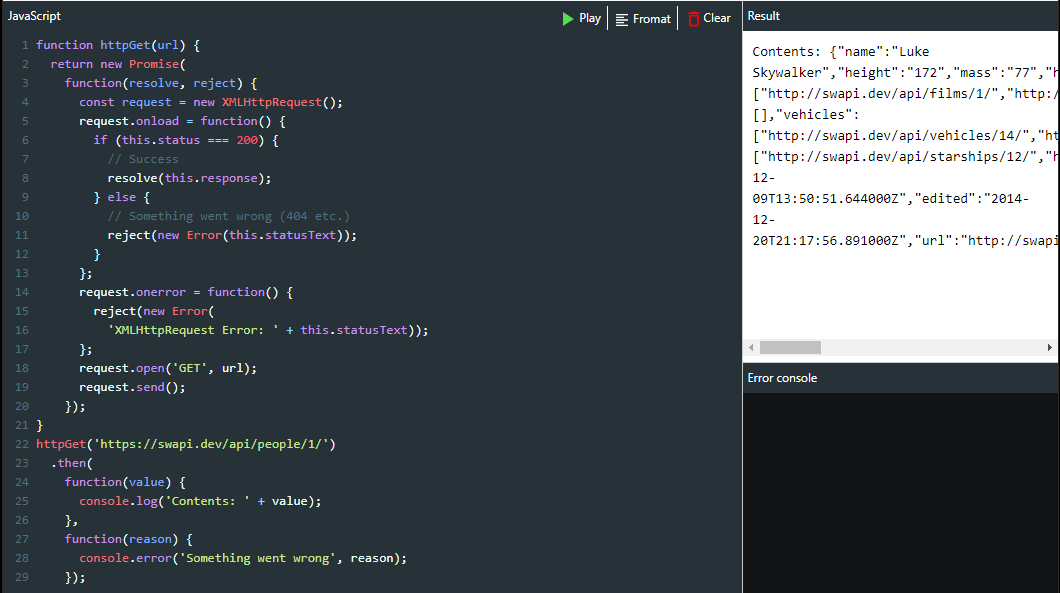 JavaScript
Play
Fromat
Clear
1 function httpGet(url) {
2 return new Promise(
3 function(resolve, reject) {
4 const request = new XMLHttpRequest();
5 request.onload = function() {
6 if (this.status === 200) {
7 // Success
8 resolve(this.response);
9 } else {
10 // Something went wrong (404 etc.)
11 reject(new Error(this.statusText));
12 }
13 };
14 request.onerror = function() {
15 reject(new Error(
16 'XMLHttpRequest Error: ' + this.statusText));
17 };
18 request.open('GET', url);
19 request.send();
20 });
21 }
22 httpGet('https://swapi.dev/api/people/1/')
23 .then(
24 function(value) {
25 console.log('Contents: ' + value);
26 },
27 function(reason) {
28 console.error('Something went wrong', reason);
29 });
Result
Contents: {"name":"Luke
Skywalker","height":"172","mass":"77","h
["http://swapi.dev/api/films/1/","http:/
[],"vehicles":
["http://swapi.dev/api/vehicles/14/","ht
["http://swapi.dev/api/starships/12/","h
12-
09T13:50:51.644000Z","edited":"2014-
12-
20T21:17:56.891000Z","url":"http://swapi
Error console